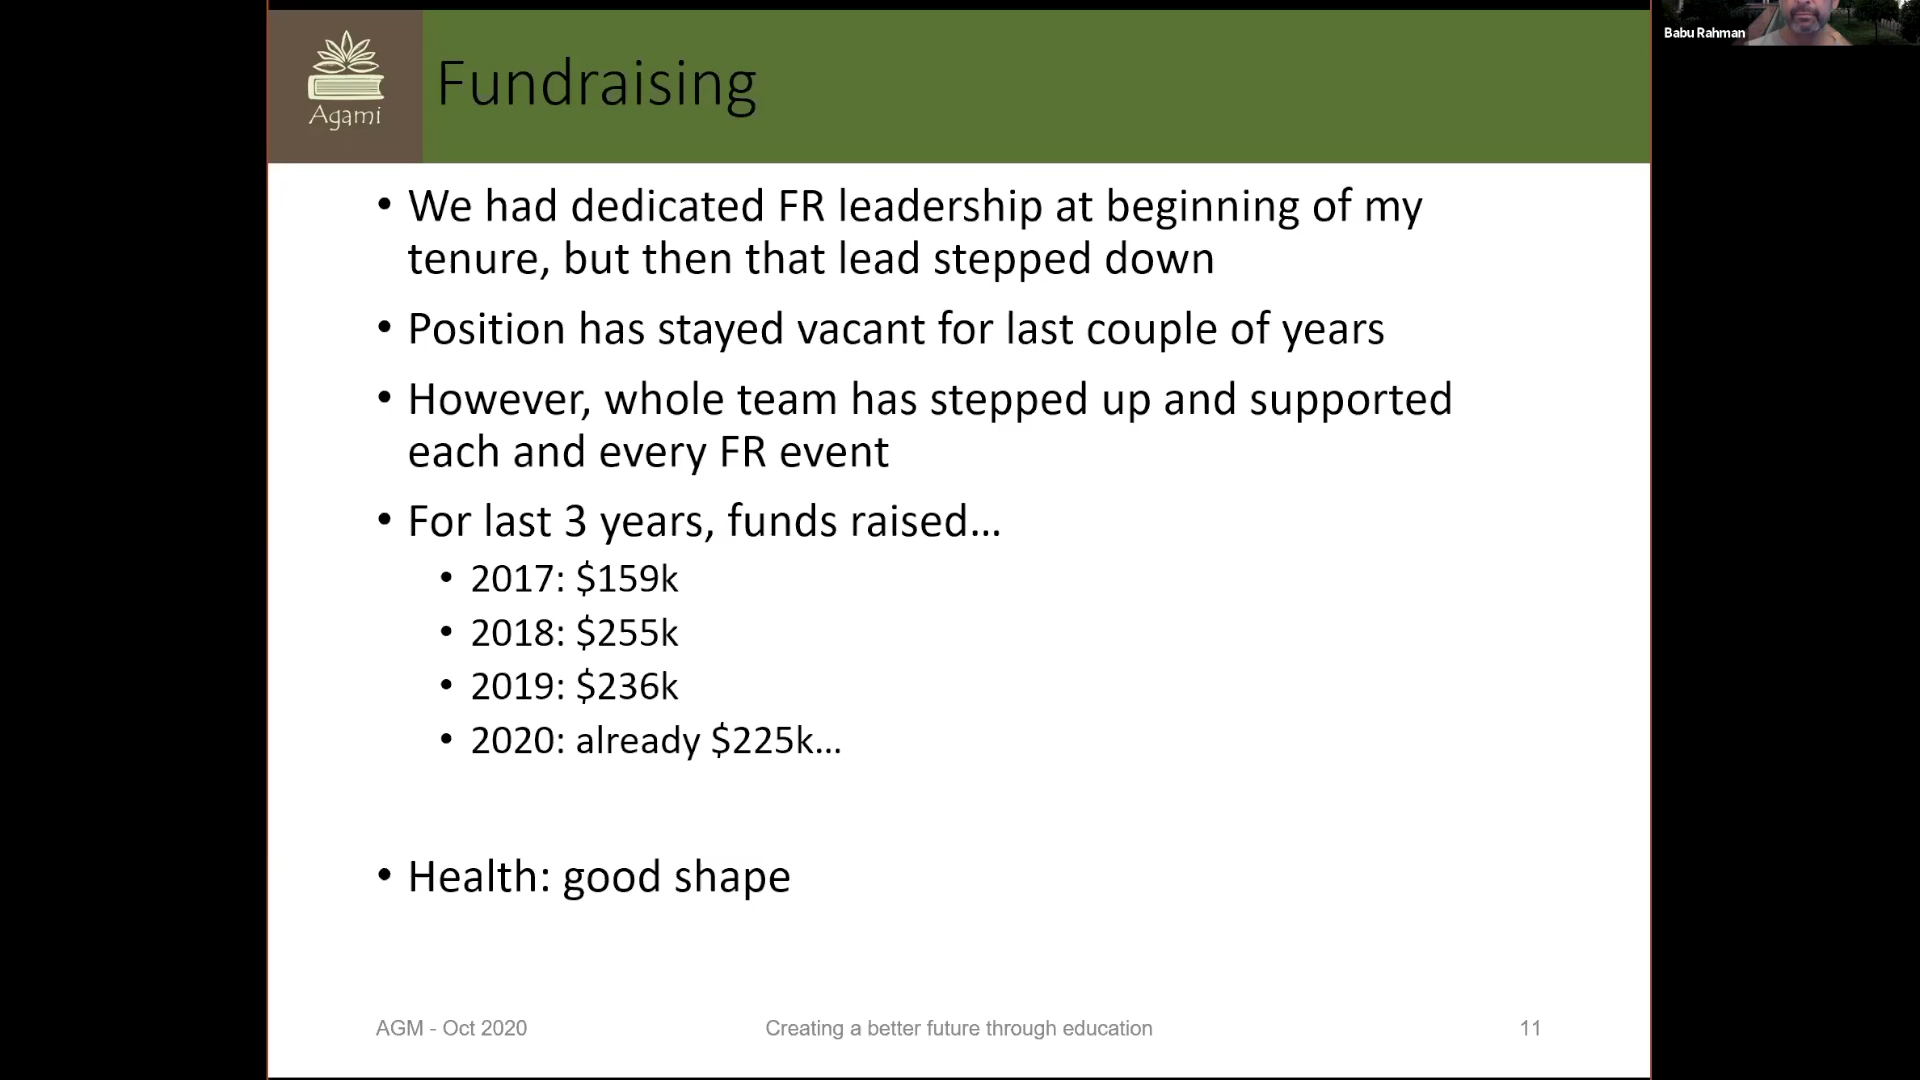 Babu Rahman
Agami
Fundraising
• We had dedicated FR leadership at beginning of my
tenure, but then that lead stepped down
• Position has stayed vacant for last couple of years
• However, whole team has stepped up and supported
each and every FR event
• For last 3 years, funds raised…
• 2017: $159k
• 2018: $255k
• 2019: $236k
• 2020: already $225k…
• Health: good shape
AGM - Oct 2020
Creating a better future through education
11